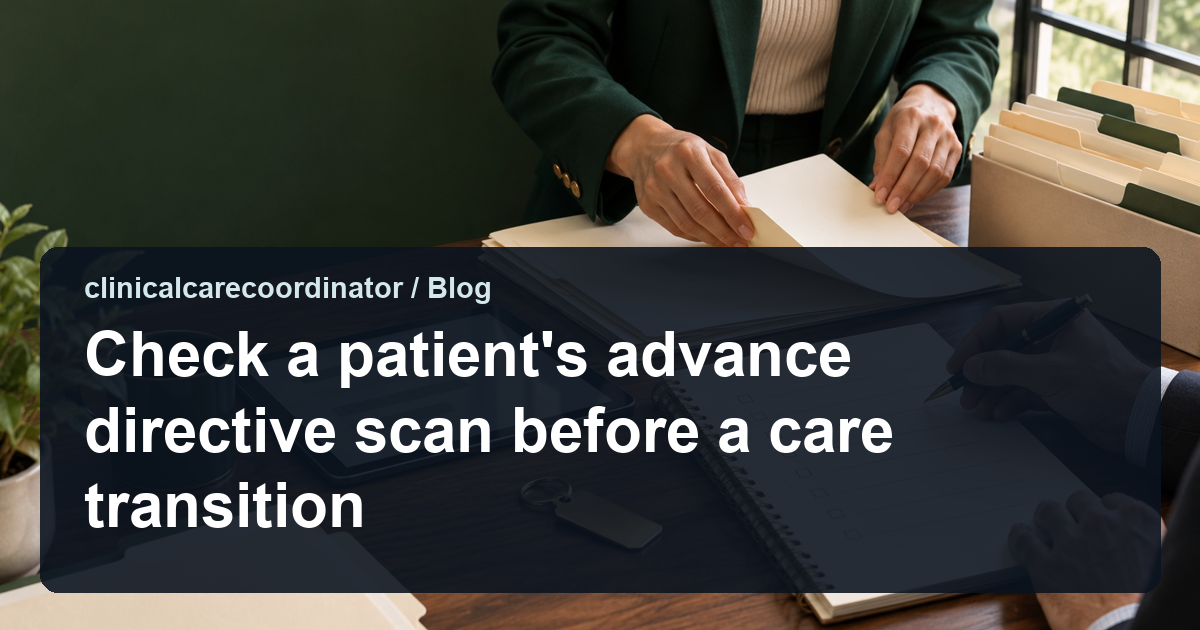 clinicalcarecoordinator / Blog
Check a patient's advance
directive scan before a care
transition